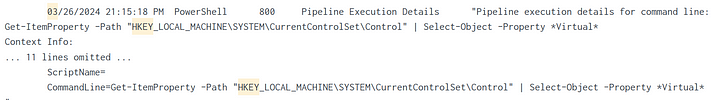 03/26/2024 21:15:18 PM PowerShell 800 Pipeline Execution Details "Pipeline execution details for command line:
Get-ItemProperty -Path "HKEY_LOCAL_MACHINE\SYSTEM\CurrentControlSet\Control" | Select-Object -Property *Virtual*
Context Info:
... 11 lines omitted ...
ScriptName=
CommandLine=Get-ItemProperty -Path "HKEY_LOCAL_MACHINE\SYSTEM\CurrentControlSet\Control" | Select-Object -Property *Virtual*
"